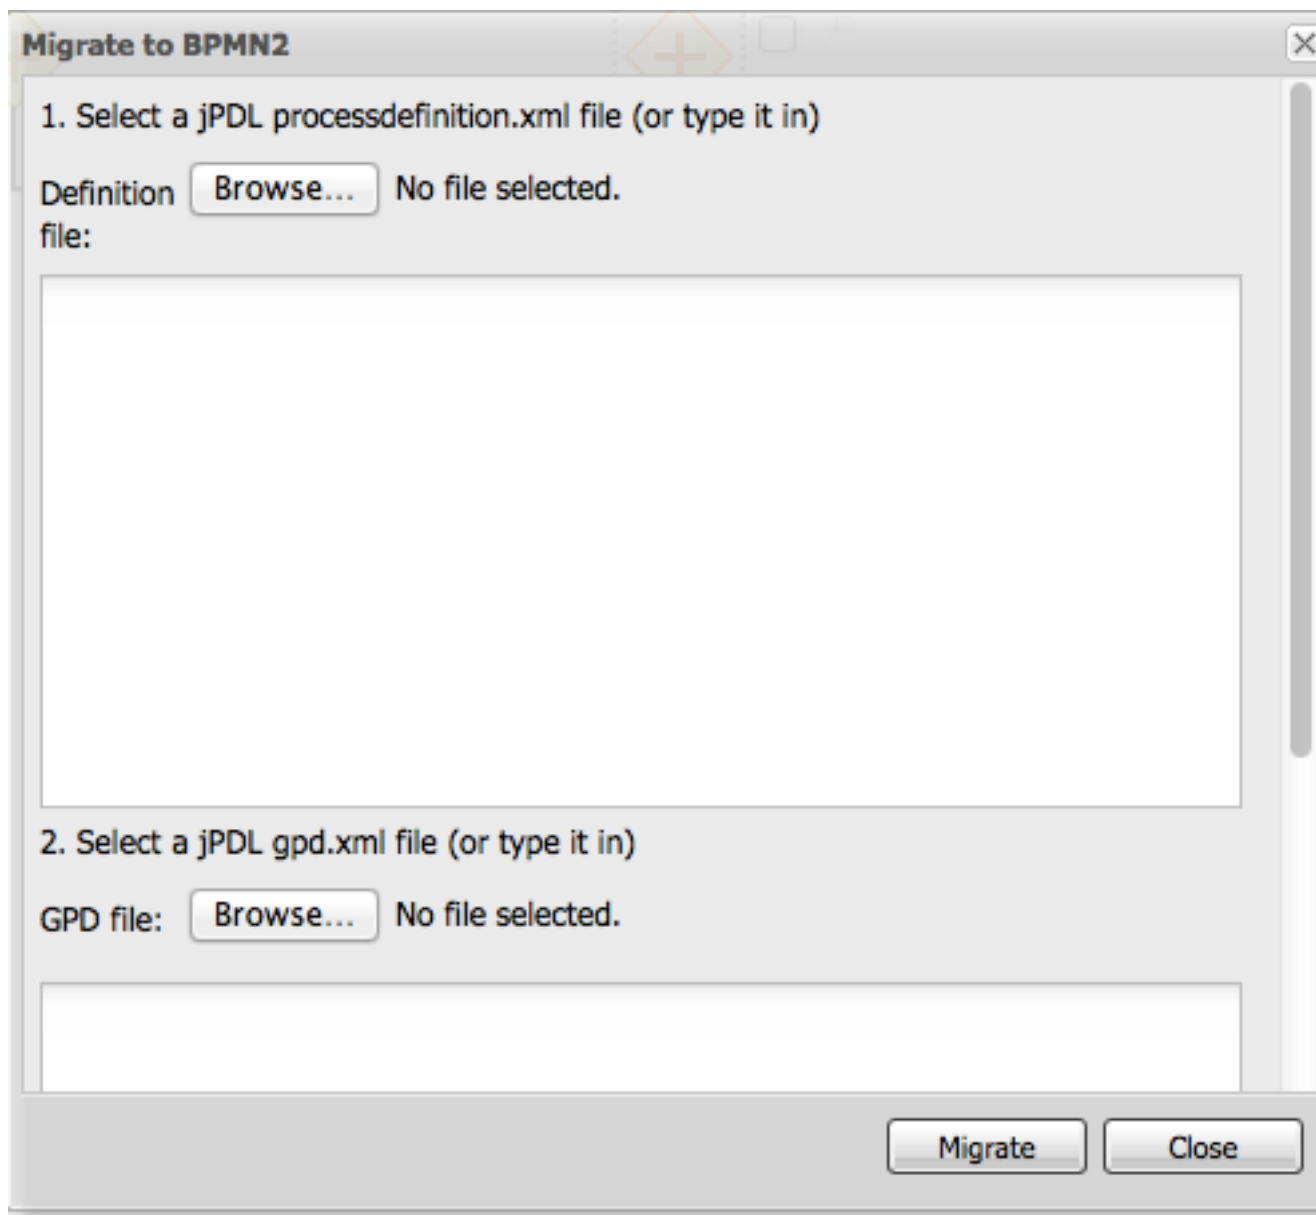 Migrate to BPMN2
1. Select a jPDL processdefinition.xml file (or type it in)
Definition file:
Browse... No file selected.
2. Select a jPDL gpd.xml file (or type it in)
GPD file: Browse... No file selected.
Migrate Close